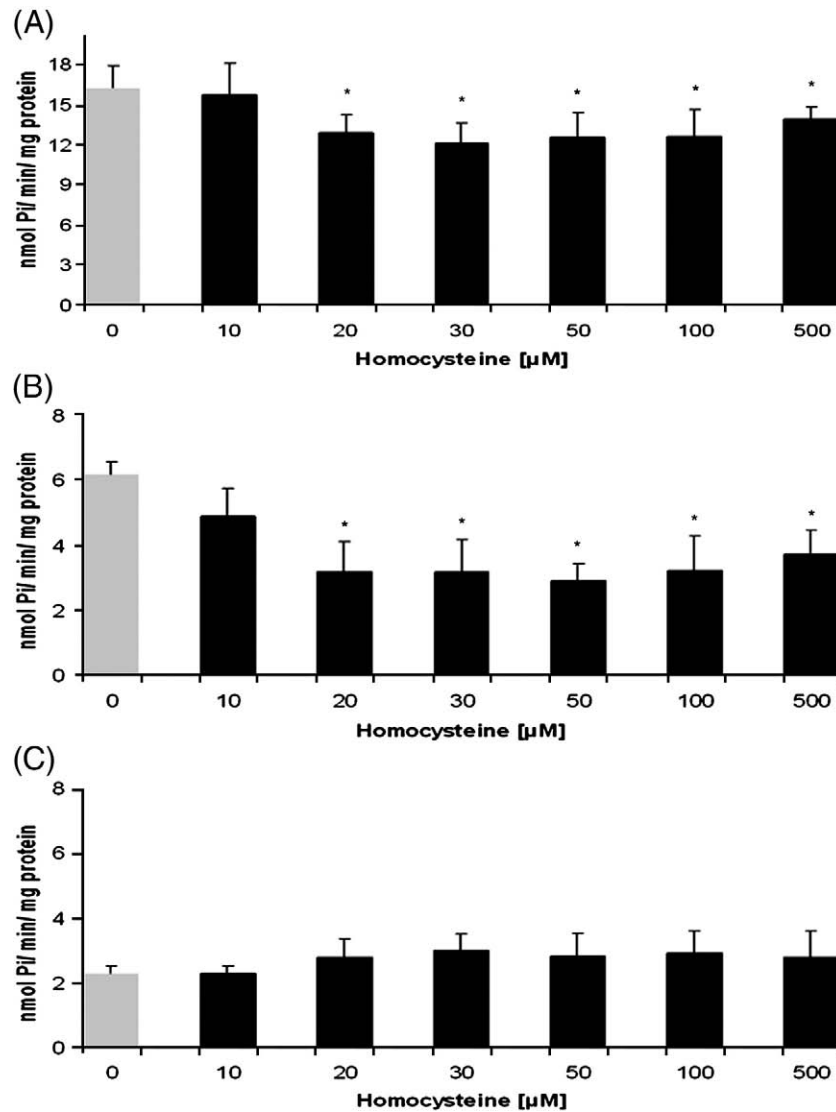 (A)
nmol Pi/ min/ mg protein
18
15
12
9
6
3
0
* * * * *
0 10 20 30 50 100 500
Homocysteine [µM]
(B)
nmol Pi/ min/ mg protein
8
6
4
2
0
* * * * *
0 10 20 30 50 100 500
Homocysteine [µM]
(C)
nmol Pi/ min/ mg protein
8
6
4
2
0
0 10 20 30 50 100 500
Homocysteine [µM]